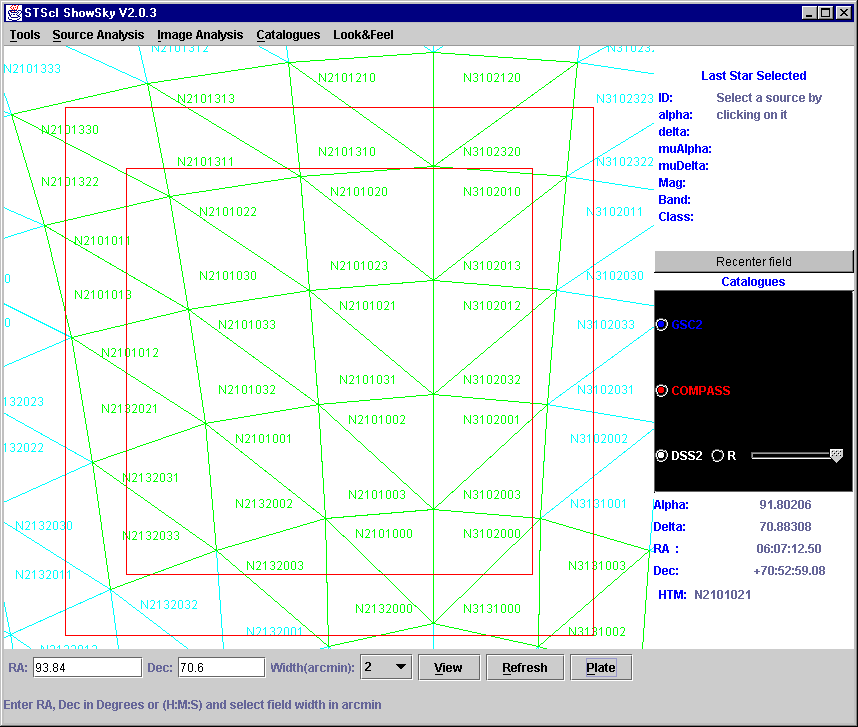 STScI ShowSky V2.0.3
Tools Source Analysis Image Analysis Catalogues Look&Feel
N2101312
N2101333
N2101210 N3102120
N2101313 N3102323
N2101330
N2101310 N3102320
N2101311 N3102322
N2101322
N2101020 N3102010
N2101022 N3102011
N2101011
N2101023 N3102013
N2101030 N3102030
N2101013
N2101021 N3102012
N2101033 N3102033
N2101012
N2101031 N3102032
N2101032 N3102031
132023
N2132021
N2101002 N3102001
N2101001 N3102002
132022
N2132031
N2101003 N3102003
N2132002 N3131001
N2132030
N2132033 N2101000 N3102000
N2132003 N3131003
N2132011
N2132032 N2132000 N3131000
N2132001 N3131002
Last Star Selected
ID: Select a source by
alpha: clicking on it
delta:
muAlpha:
muDelta:
Mag:
Band:
Class:
Recenter field
Catalogues
GSC2
COMPASS
DSS2 R
Alpha: 91.80206
Delta: 70.88308
RA : 06:07:12.50
Dec: +70:52:59.08
HTM: N2101021
RA: 93.84 Dec: 70.6 Width(arcmin): 2 View Refresh Plate
Enter RA, Dec in Degrees or (H:M:S) and select field width in arcmin